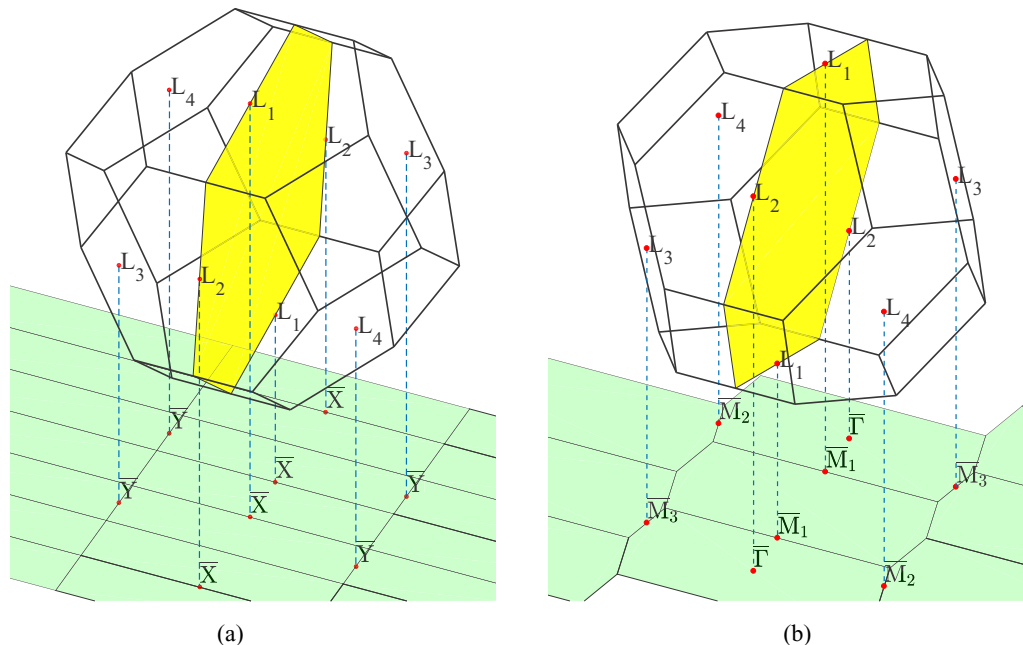 L₄
L₁
L₂
L₃
L₃
L₂
L₁
L₄
X̅
Y̅
X̅
Y̅
Y̅
X̅
Y̅
X̅
(a)
L₁
L₄
L₃
L₂
L₂
L₃
L₄
L₁
M̅₂
Γ̅
M̅₁
M̅₃
M̅₃
M̅₁
Γ̅
M̅₂
(b)